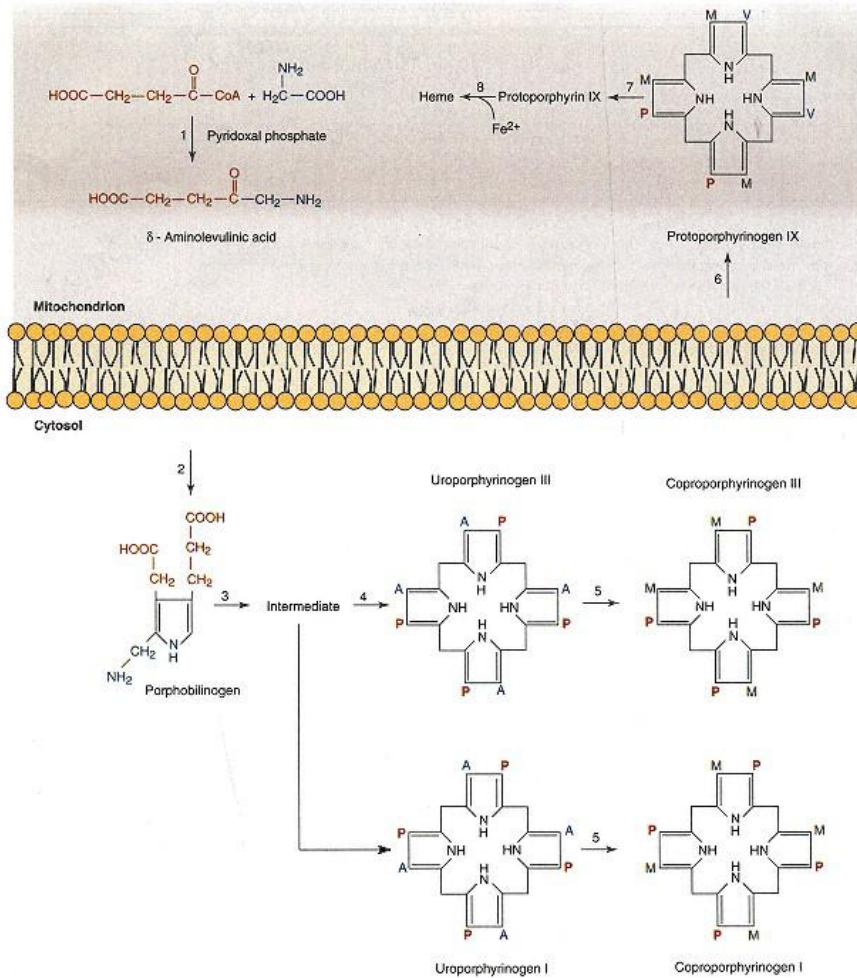 O
NH₂
HOOC—CH₂—CH₂—C—CoA + H₂C—COOH
1 Pyridoxal phosphate
O
HOOC—CH₂—CH₂—C—CH₂—NH₂
δ - Aminolevulinic acid
Heme 8 Protoporphyrin IX 7
Fe2+
M V
N
H
M NH HN M
P H V
N
P M
Protoporphyrinogen IX
6
Mitochondrion
Cytosol
2
COOH
HOOC CH₂
CH₂ CH₂
CH₂ N
H
NH₂
Porphobilinogen
3 Intermediate 4
Uroporphyrinogen III
A P
N
H
A NH HN A
P H P
N
P A
5
Coproporphyrinogen III
M P
N
H
M NH HN M
P H P
N
P M
A P
N
H
P NH HN A
A H P
N
P A
Uroporphyrinogen I
5
M P
N
H
P NH HN M
M H P
N
P M
Coproporphyrinogen I